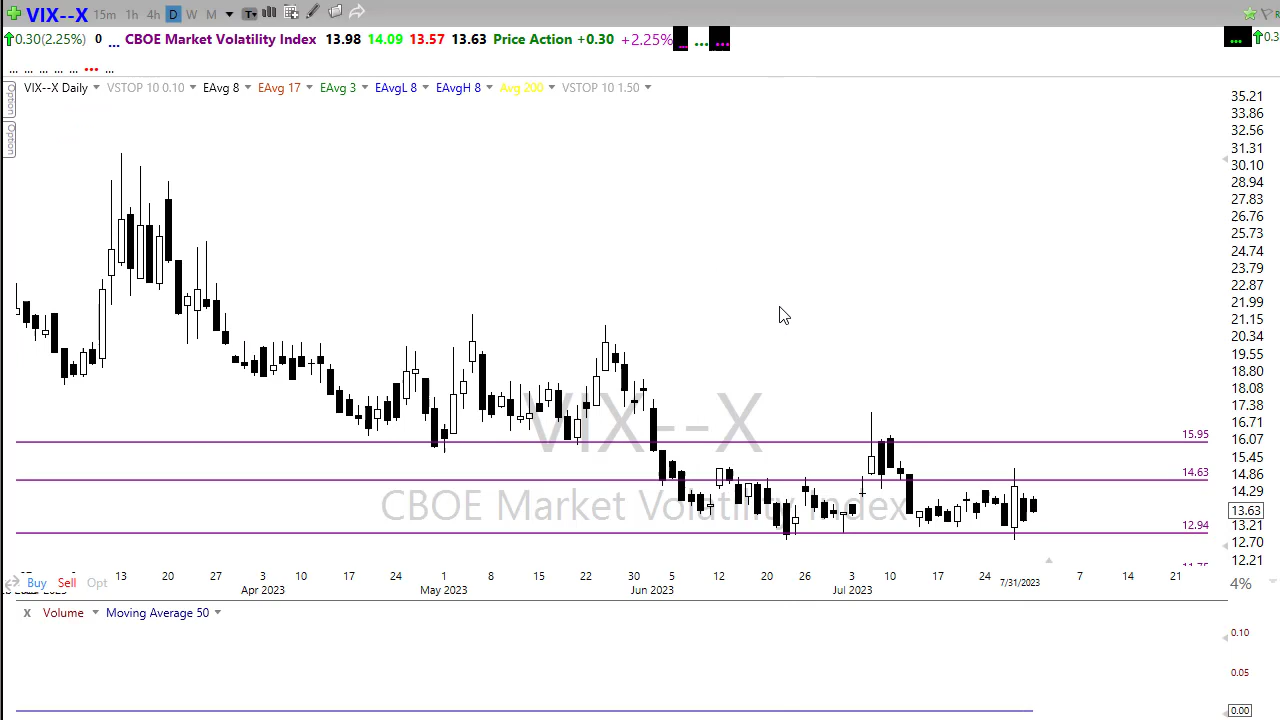 VIX--X 15m 1h 4h D W M T
0.30(2.25%) 0 ... CBOE Market Volatility Index 13.98 14.09 13.57 13.63 Price Action +0.30 +2.25% ... ... ... 0.3
... ... ... ... ... ... ...
VIX--X Daily VSTOP 10 0.10 EAvg 8 EAvg 17 EAvg 3 EAvgL 8 EAvgH 8 Avg 200 VSTOP 10 1.50
Option
Option
35.21
33.86
32.56
31.31
30.10
28.94
27.83
26.76
25.73
24.74
23.79
22.87
21.99
21.15
20.34
19.55
18.80
18.08
17.38
16.71
16.07
15.45
14.86
14.29
13.63
13.21
12.70
12.21
VIX--X
CBOE Market Volatility Index
15.95
14.63
12.94
13 20 27 3 10 17 24 1 8 15 22 30 5 12 20 26 3 10 17 24 7/31/2023 7 14 21
Buy Sell Opt 4%
Apr 2023 May 2023 Jun 2023 Jul 2023
X Volume Moving Average 50
0.10
0.05
0.00